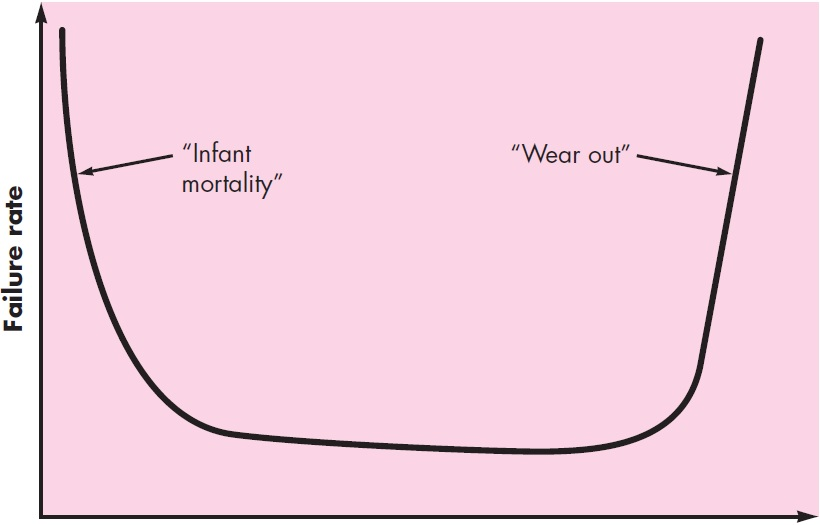 “Infant
mortality”
“Wear out”
Failure rate